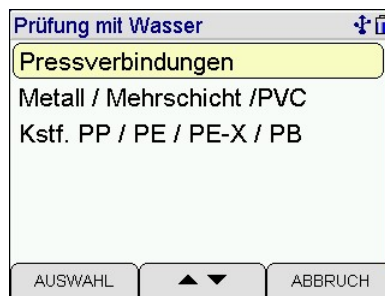 Prüfung mit Wasser
Pressverbindungen
Metall / Mehrschicht /PVC
Kstf. PP / PE / PE-X / PB
AUSWAHL
ABBRUCH